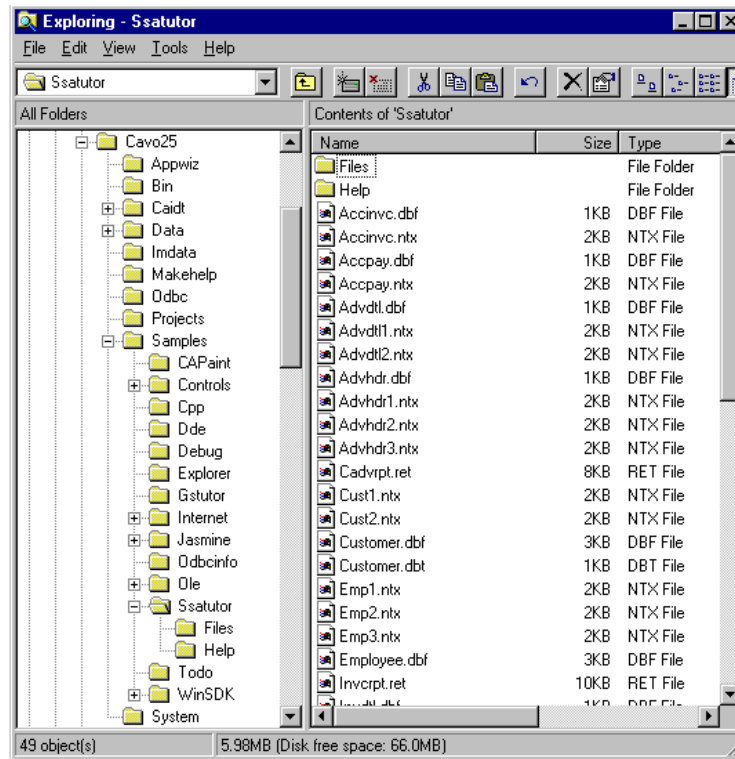 Exploring - Ssatutor
File Edit View Tools Help
Ssatutor
All Folders
Contents of 'Ssatutor'
Cavo25
Appwiz
Bin
Caidt
Data
Imdata
Makehelp
Odbc
Projects
Samples
CAPaint
Controls
Cpp
Dde
Debug
Explorer
Gstutor
Internet
Jasmine
Odbcinfo
Ole
Ssatutor
Files
Help
Todo
WinSDK
System
Name Size Type
Files File Folder
Help File Folder
Accinvc.dbf 1KB DBF File
Accinvc.ntx 2KB NTX File
Accpay.dbf 1KB DBF File
Accpay.ntx 2KB NTX File
Advdtl.dbf 1KB DBF File
Advdtl1.ntx 2KB NTX File
Advdtl2.ntx 2KB NTX File
Advhdr.dbf 1KB DBF File
Advhdr1.ntx 2KB NTX File
Advhdr2.ntx 2KB NTX File
Advhdr3.ntx 2KB NTX File
Cadvrpt.ret 8KB RET File
Cust1.ntx 2KB NTX File
Cust2.ntx 2KB NTX File
Customer.dbf 3KB DBF File
Customer.dbt 1KB DBT File
Emp1.ntx 2KB NTX File
Emp2.ntx 2KB NTX File
Emp3.ntx 2KB NTX File
Employee.dbf 3KB DBF File
Invcrpt.ret 10KB RET File
49 object(s)
5.98MB (Disk free space: 66.0MB)